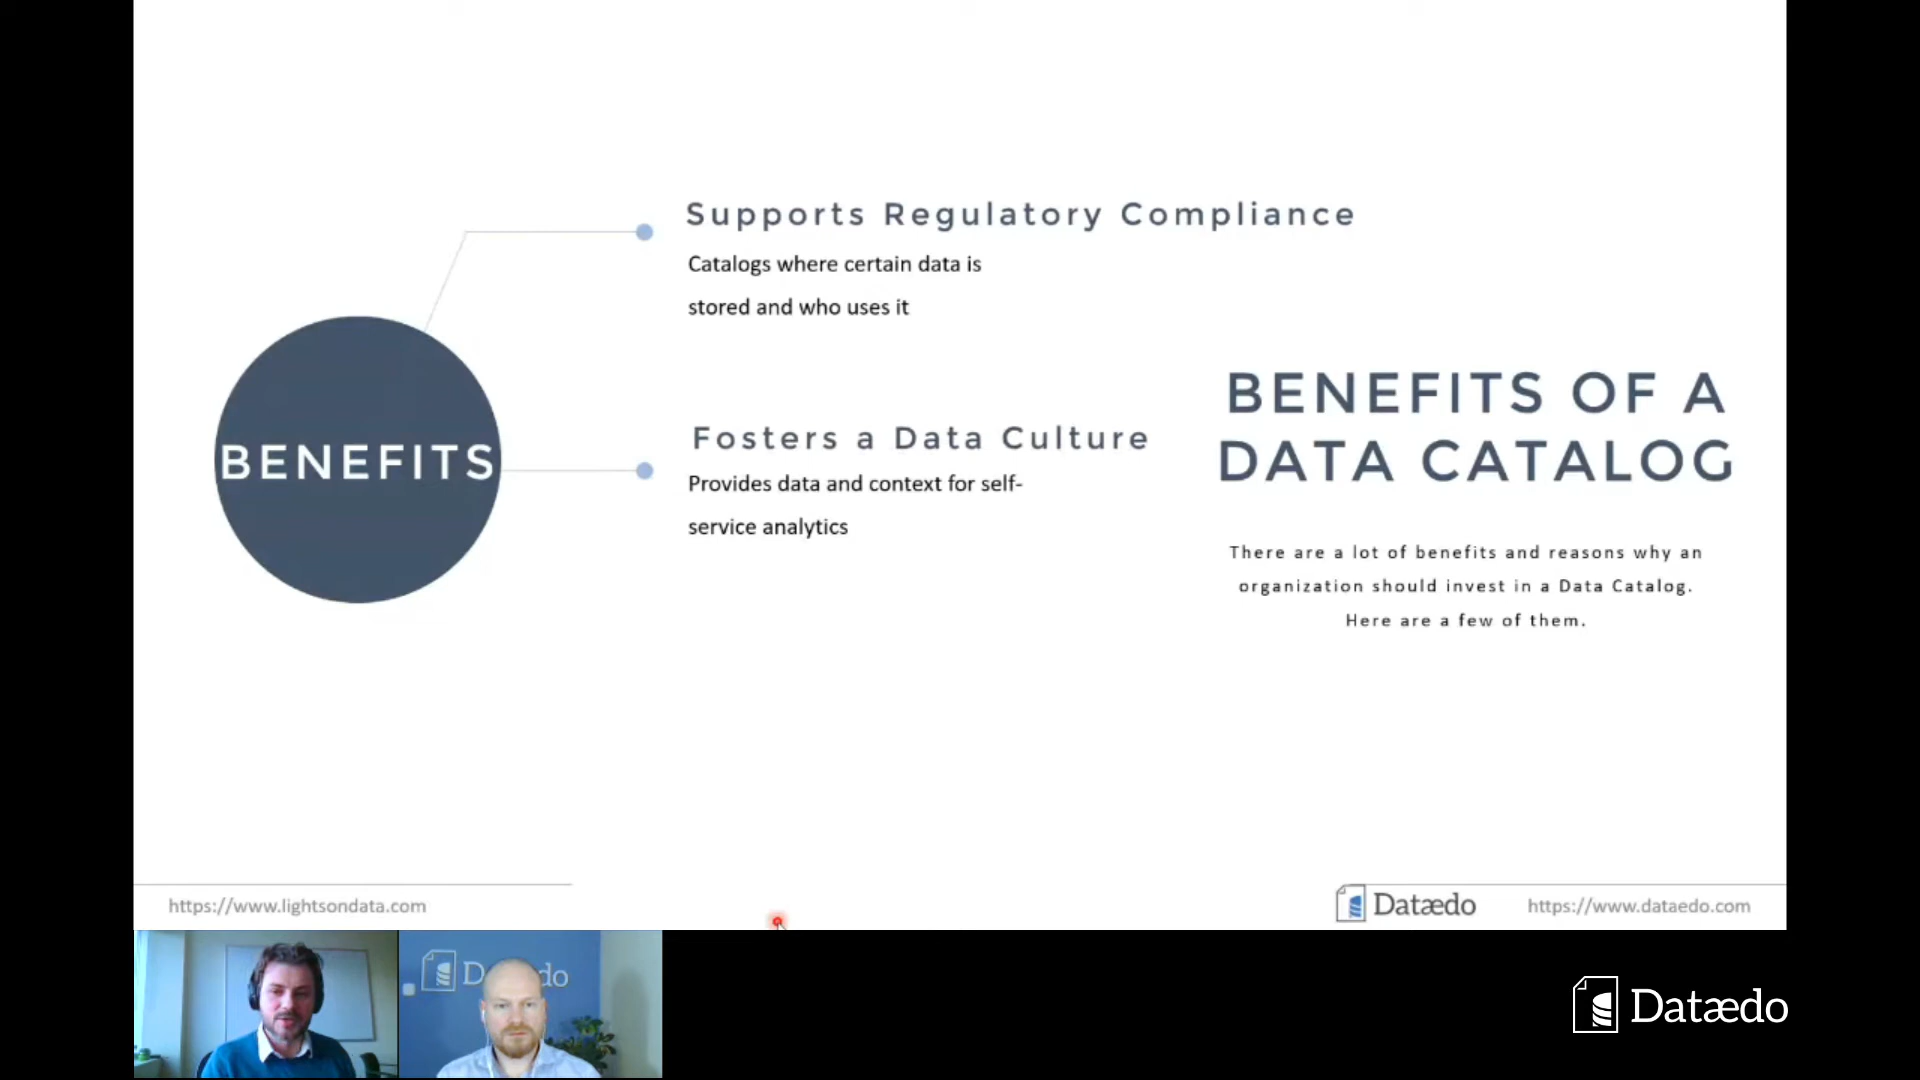 Supports Regulatory Compliance
Catalogs where certain data is
stored and who uses it
BENEFITS
Fosters a Data Culture
Provides data and context for self-
service analytics
BENEFITS OF A
DATA CATALOG
There are a lot of benefits and reasons why an
organization should invest in a Data Catalog.
Here are a few of them.
https://www.lightsondata.com
Datædo
https://www.dataedo.com
Datædo